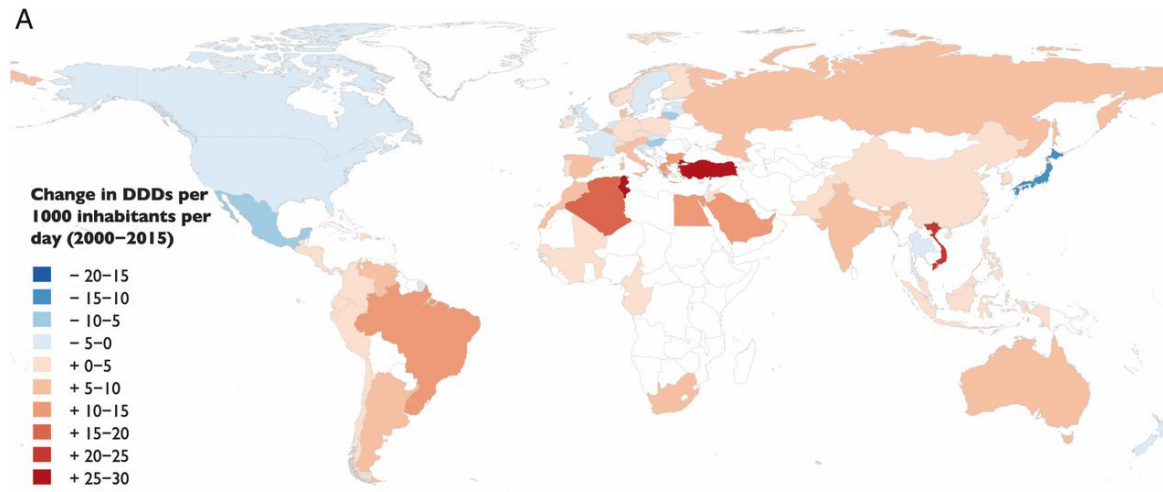 A
Change in DDDs per
1000 inhabitants per
day (2000–2015)
− 20–15
− 15–10
− 10–5
− 5–0
+ 0–5
+ 5–10
+ 10–15
+ 15–20
+ 20–25
+ 25–30